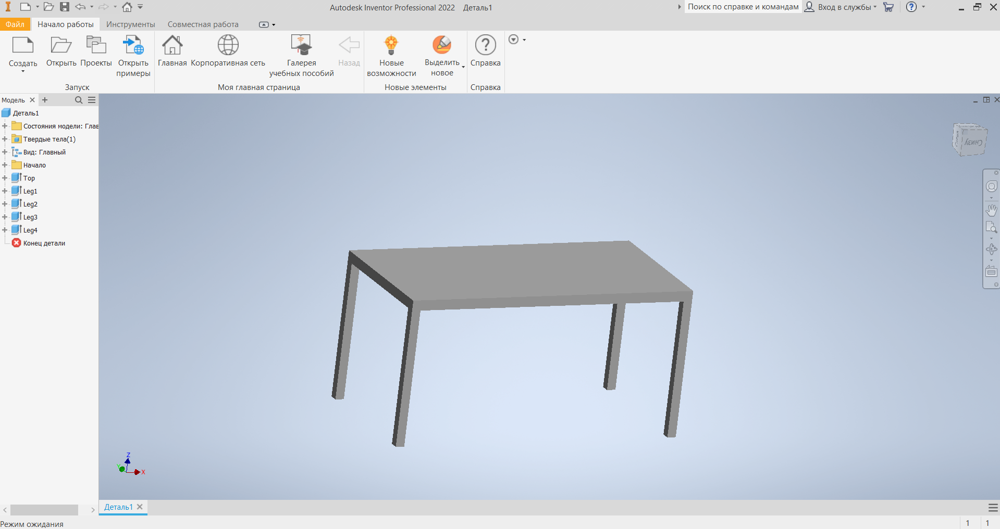 Autodesk Inventor Professional 2022 Деталь1
Поиск по справке и командам
Вход в службы
Файл
Начало работы
Инструменты
Совместная работа
Создать
Открыть
Проекты
Открыть примеры
Главная
Корпоративная сеть
Галерея учебных пособий
Назад
Новые возможности
Выделить новое
Справка
Запуск
Моя главная страница
Новые элементы
Справка
Модель
Деталь1
Состояния модели: Глав
Твердые тела(1)
Вид: Главный
Начало
Top
Leg1
Leg2
Leg3
Leg4
Конец детали
Снизу
Z
Y
X
Деталь1
Режим ожидания
1
1